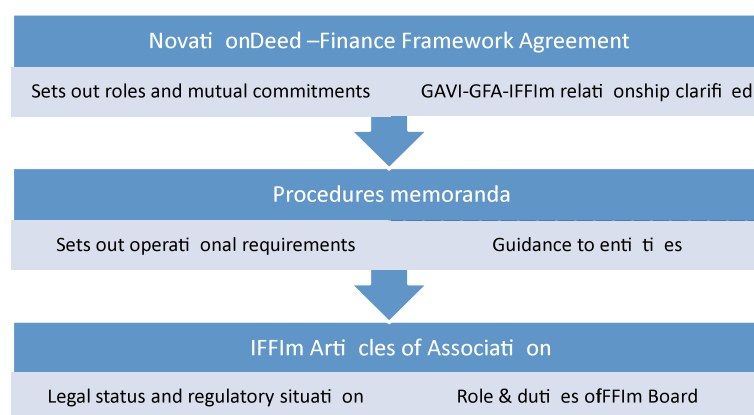 Novati onDeed –Finance Framework Agreement
Sets out roles and mutual commitments GAVI-GFA-IFFIm relati onship clarifi ed
Procedures memoranda
Sets out operati onal requirements Guidance to enti ti es
IFFIm Arti cles of Associati on
Legal status and regulatory situati on Role & duti es ofFFIm Board